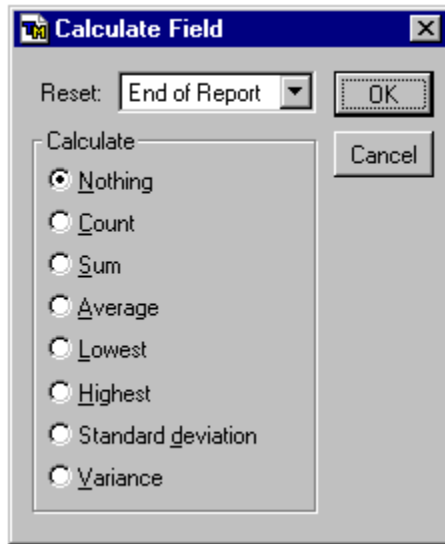 Calculate Field
Reset: End of Report OK
Calculate Cancel
Nothing
Count
Sum
Average
Lowest
Highest
Standard deviation
Variance